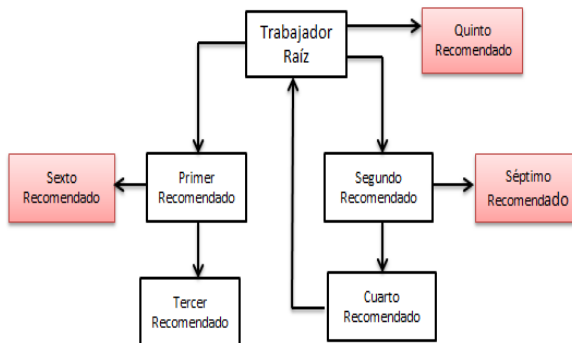 Trabajador
Raíz
Quinto
Recomendado
Sexto
Recomendado
Primer
Recomendado
Segundo
Recomendado
Séptimo
Recomendado
Tercer
Recomendado
Cuarto
Recomendado